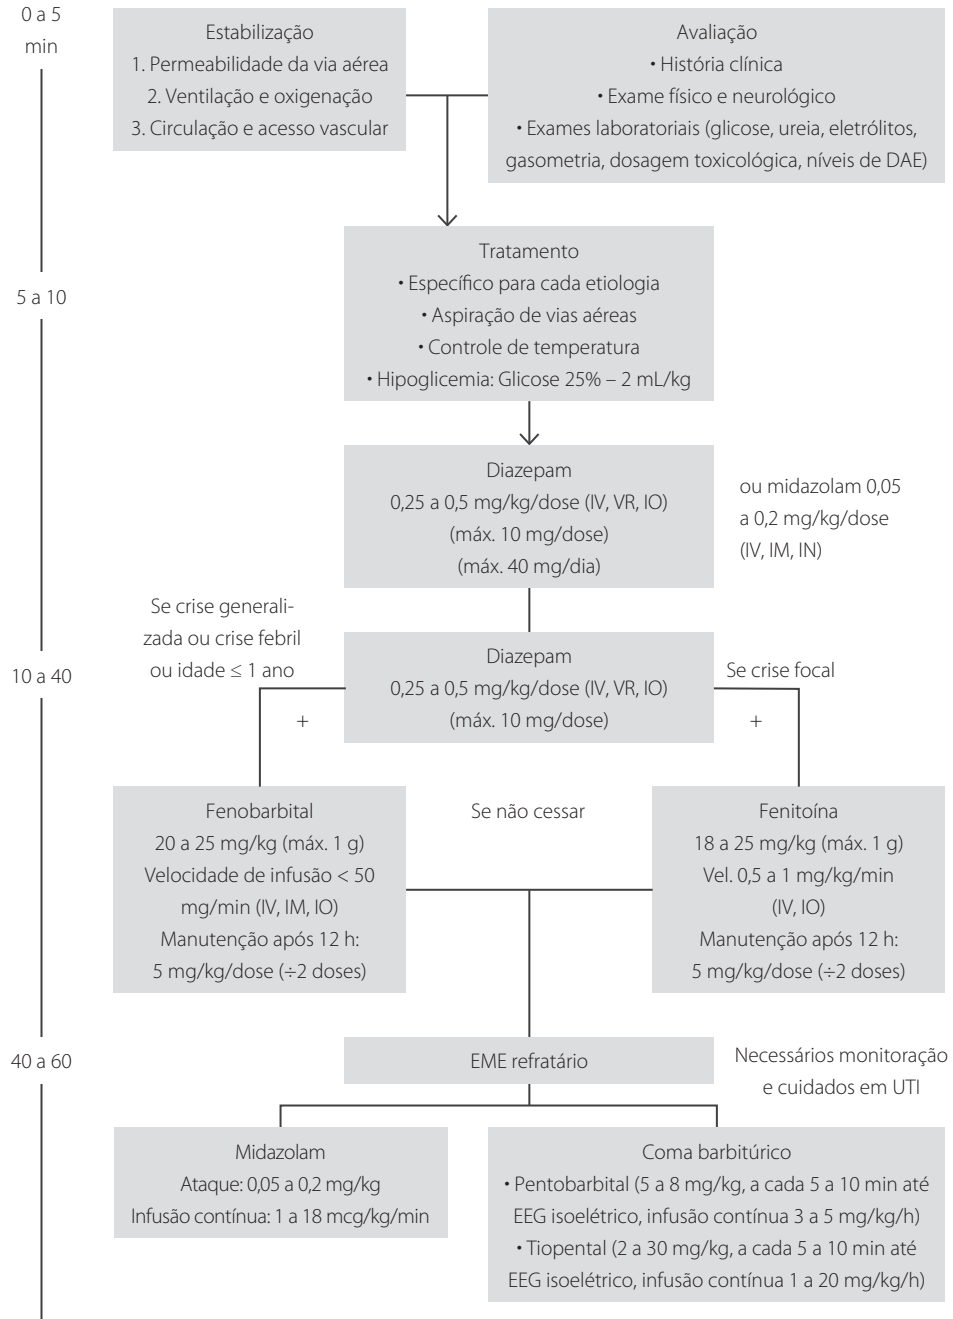 0 a 5
min
Estabilização
1. Permeabilidade da via aérea
2. Ventilação e oxigenação
3. Circulação e acesso vascular
Avaliação
• História clínica
• Exame físico e neurológico
• Exames laboratoriais (glicose, ureia, eletrólitos,
gasometria, dosagem toxicológica, níveis de DAE)
5 a 10
Tratamento
• Específico para cada etiologia
• Aspiração de vias aéreas
• Controle de temperatura
• Hipoglicemia: Glicose 25% – 2 mL/kg
Diazepam
0,25 a 0,5 mg/kg/dose (IV, VR, IO)
(máx. 10 mg/dose)
(máx. 40 mg/dia)
ou midazolam 0,05
a 0,2 mg/kg/dose
(IV, IM, IN)
10 a 40
Se crise generali-
zada ou crise febril
ou idade ≤ 1 ano
+
Diazepam
0,25 a 0,5 mg/kg/dose (IV, VR, IO)
(máx. 10 mg/dose)
Se crise focal
+
Fenobarbital
20 a 25 mg/kg (máx. 1 g)
Velocidade de infusão < 50
mg/min (IV, IM, IO)
Manutenção após 12 h:
5 mg/kg/dose (÷2 doses)
Se não cessar
Fenitoína
18 a 25 mg/kg (máx. 1 g)
Vel. 0,5 a 1 mg/kg/min
(IV, IO)
Manutenção após 12 h:
5 mg/kg/dose (÷2 doses)
40 a 60
EME refratário
Necessários monitoração
e cuidados em UTI
Midazolam
Ataque: 0,05 a 0,2 mg/kg
Infusão contínua: 1 a 18 mcg/kg/min
Coma barbitúrico
• Pentobarbital (5 a 8 mg/kg, a cada 5 a 10 min até
EEG isoelétrico, infusão contínua 3 a 5 mg/kg/h)
• Tiopental (2 a 30 mg/kg, a cada 5 a 10 min até
EEG isoelétrico, infusão contínua 1 a 20 mg/kg/h)